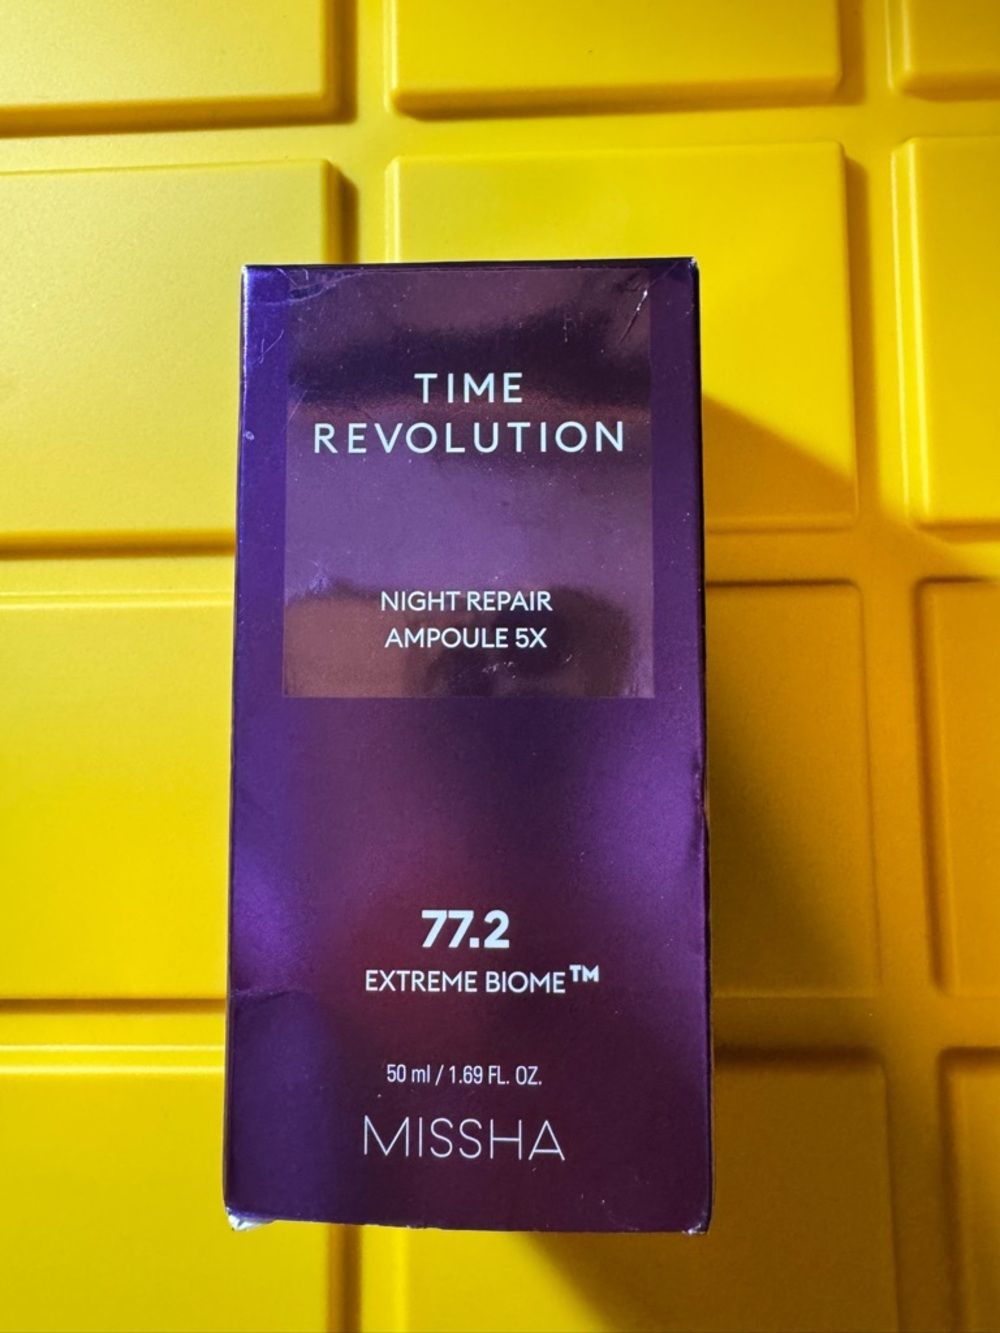 TIME
REVOLUTION
NIGHT REPAIR
AMPOULE 5X
77.2
EXTREME BIOME™
50 ml / 1.69 FL. OZ.
MISSHA